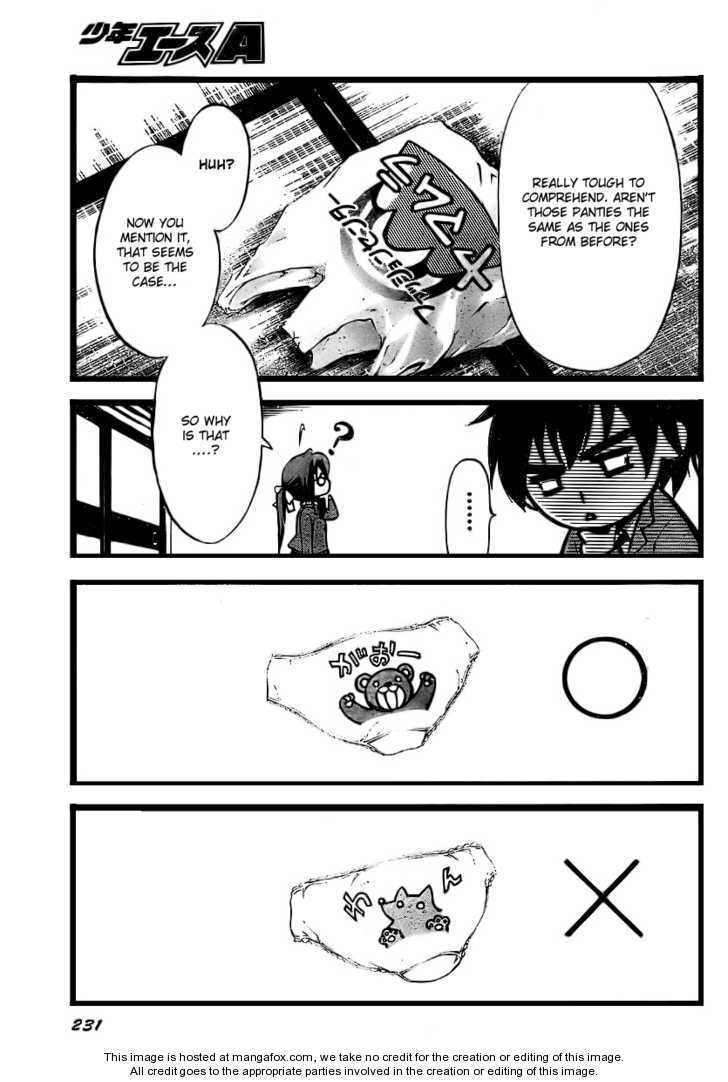 少年エースA
REALLY TOUGH TO
COMPREHEND. AREN'T
THOSE PANTIES THE
SAME AS THE ONES
FROM BEFORE?
HUH?
NOW YOU
MENTION IT,
THAT SEEMS
TO BE THE
CASE...
SO WHY
IS THAT
....?
?
......
がおー
わん
231
This image is hosted at mangafox.com, we take no credit for the creation or editing of this image.
All credit goes to the appropriate parties involved in the creation or editing of this image.